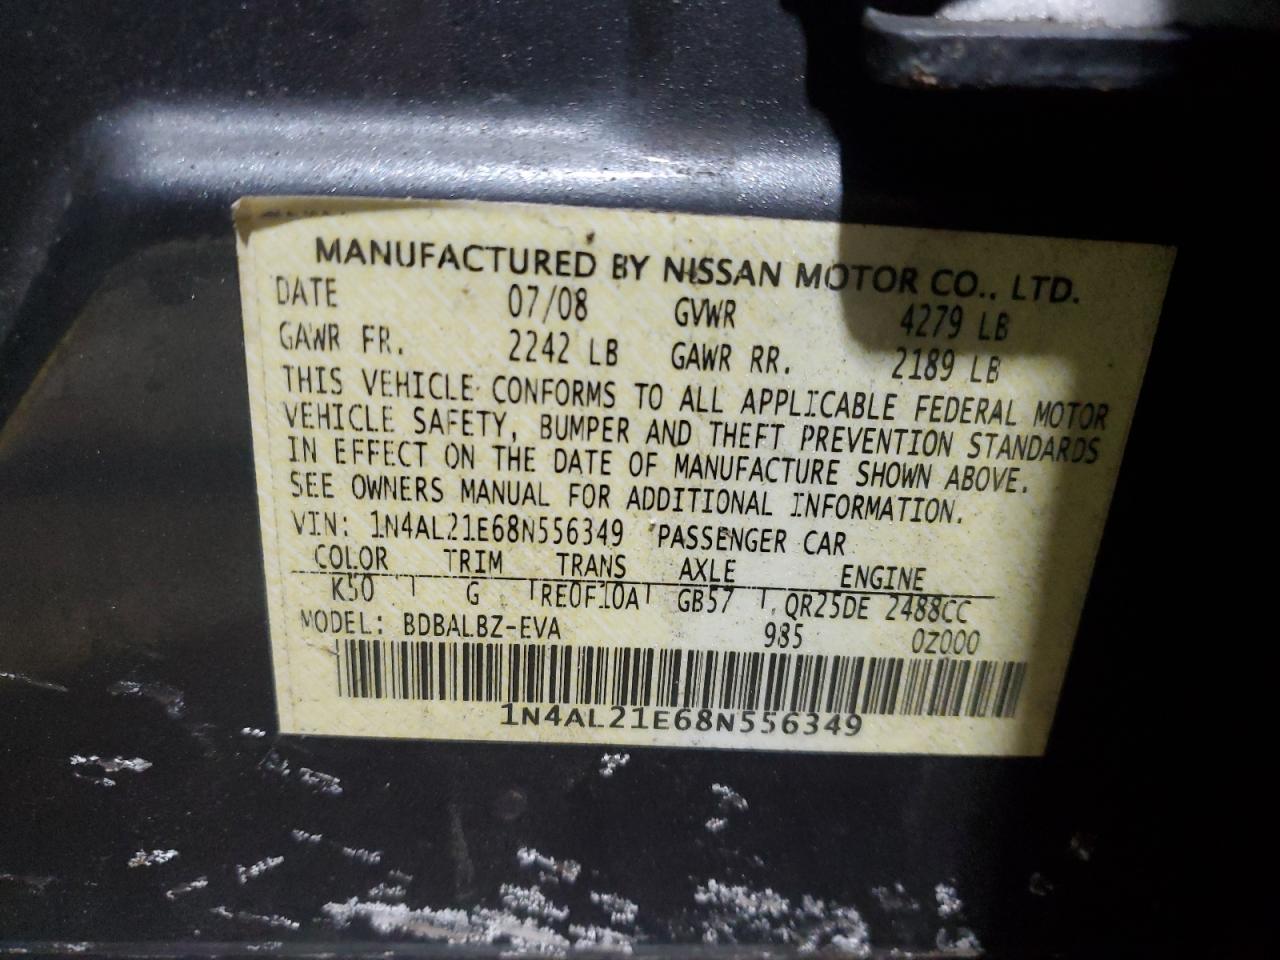 MANUFACTURED BY NISSAN MOTOR CO., LTD.
DATE 07/08 GVWR 4279 LB
GAWR FR. 2242 LB GAWR RR. 2189 LB
THIS VEHICLE CONFORMS TO ALL APPLICABLE FEDERAL MOTOR
VEHICLE SAFETY, BUMPER AND THEFT PREVENTION STANDARDS
IN EFFECT ON THE DATE OF MANUFACTURE SHOWN ABOVE.
SEE OWNERS MANUAL FOR ADDITIONAL INFORMATION.
VIN: 1N4AL21E68N556349 PASSENGER CAR
COLOR TRIM TRANS AXLE ENGINE
K50 G RE0F10A GB57 QR25DE 2488CC
MODEL: BDBALBZ-EVA 985 0Z000
1N4AL21E68N556349